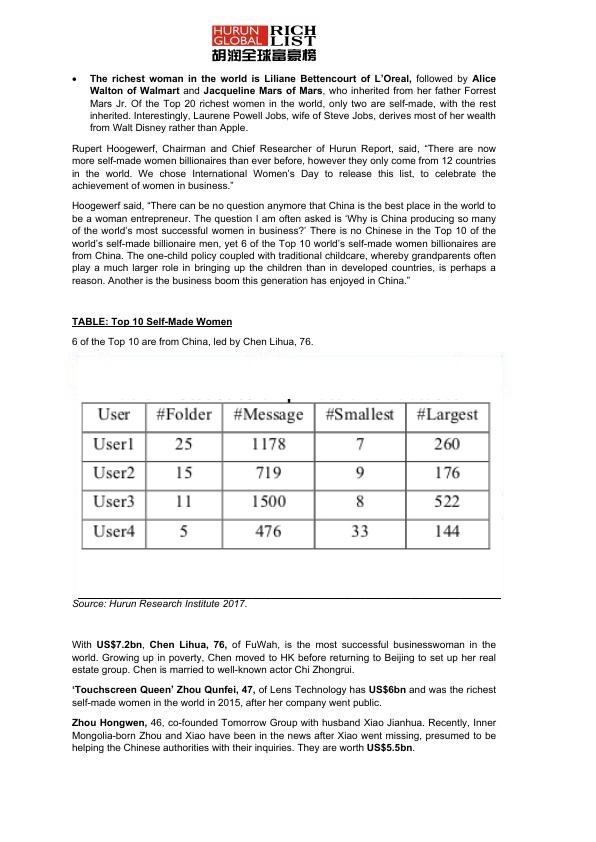 HURUN RICH
GLOBAL LIST
胡润全球富豪榜
• The richest woman in the world is Liliane Bettencourt of L’Oreal, followed by Alice
Walton of Walmart and Jacqueline Mars of Mars, who inherited from her father Forrest
Mars Jr. Of the Top 20 richest women in the world, only two are self-made, with the rest
inherited. Interestingly, Laurene Powell Jobs, wife of Steve Jobs, derives most of her wealth
from Walt Disney rather than Apple.
Rupert Hoogewerf, Chairman and Chief Researcher of Hurun Report, said, “There are now
more self-made women billionaires than ever before, however they only come from 12 countries
in the world. We chose International Women’s Day to release this list, to celebrate the
achievement of women in business.”
Hoogewerf said, “There can be no question anymore that China is the best place in the world to
be a woman entrepreneur. The question I am often asked is ‘Why is China producing so many
of the world’s most successful women in business?’ There is no Chinese in the Top 10 of the
world’s self-made billionaire men, yet 6 of the Top 10 world’s self-made women billionaires are
from China. The one-child policy coupled with traditional childcare, whereby grandparents often
play a much larger role in bringing up the children than in developed countries, is perhaps a
reason. Another is the business boom this generation has enjoyed in China.”
TABLE: Top 10 Self-Made Women
6 of the Top 10 are from China, led by Chen Lihua, 76.
User #Folder #Message #Smallest #Largest
User1 25 1178 7 260
User2 15 719 9 176
User3 11 1500 8 522
User4 5 476 33 144
Source: Hurun Research Institute 2017.
With US$7.2bn, Chen Lihua, 76, of FuWah, is the most successful businesswoman in the
world. Growing up in poverty, Chen moved to HK before returning to Beijing to set up her real
estate group. Chen is married to well-known actor Chi Zhongrui.
‘Touchscreen Queen’ Zhou Qunfei, 47, of Lens Technology has US$6bn and was the richest
self-made women in the world in 2015, after her company went public.
Zhou Hongwen, 46, co-founded Tomorrow Group with husband Xiao Jianhua. Recently, Inner
Mongolia-born Zhou and Xiao have been in the news after Xiao went missing, presumed to be
helping the Chinese authorities with their inquiries. They are worth US$5.5bn.